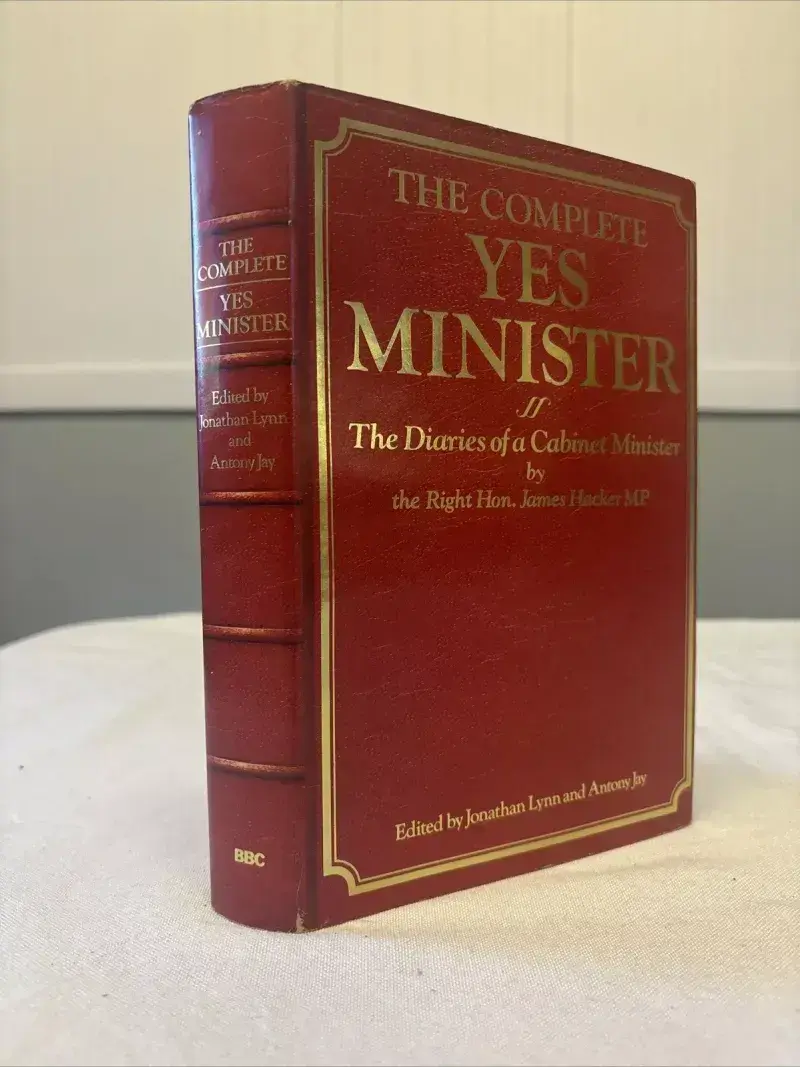 THE
COMPLETE
YES
MINISTER
Edited by
Jonathan Lynn
and
Antony Jay
BBC
THE COMPLETE
YES
MINISTER
The Diaries of a Cabinet Minister
by
the Right Hon. James Hacker MP
Edited by Jonathan Lynn and Antony Jay